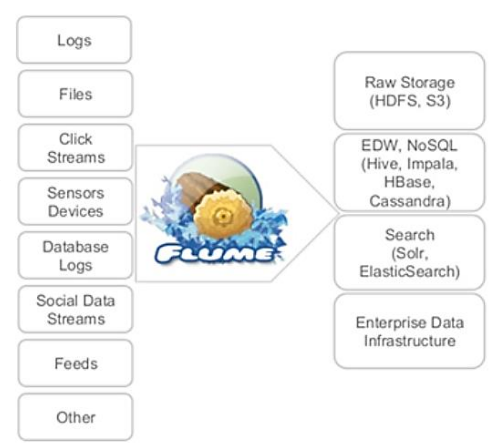 Logs
Files
Click
Streams
Sensors
Devices
Database
Logs
Social Data
Streams
Feeds
Other
FLUME
Raw Storage
(HDFS, S3)
EDW, NoSQL
(Hive, Impala,
HBase,
Cassandra)
Search
(Solr,
ElasticSearch)
Enterprise Data
Infrastructure